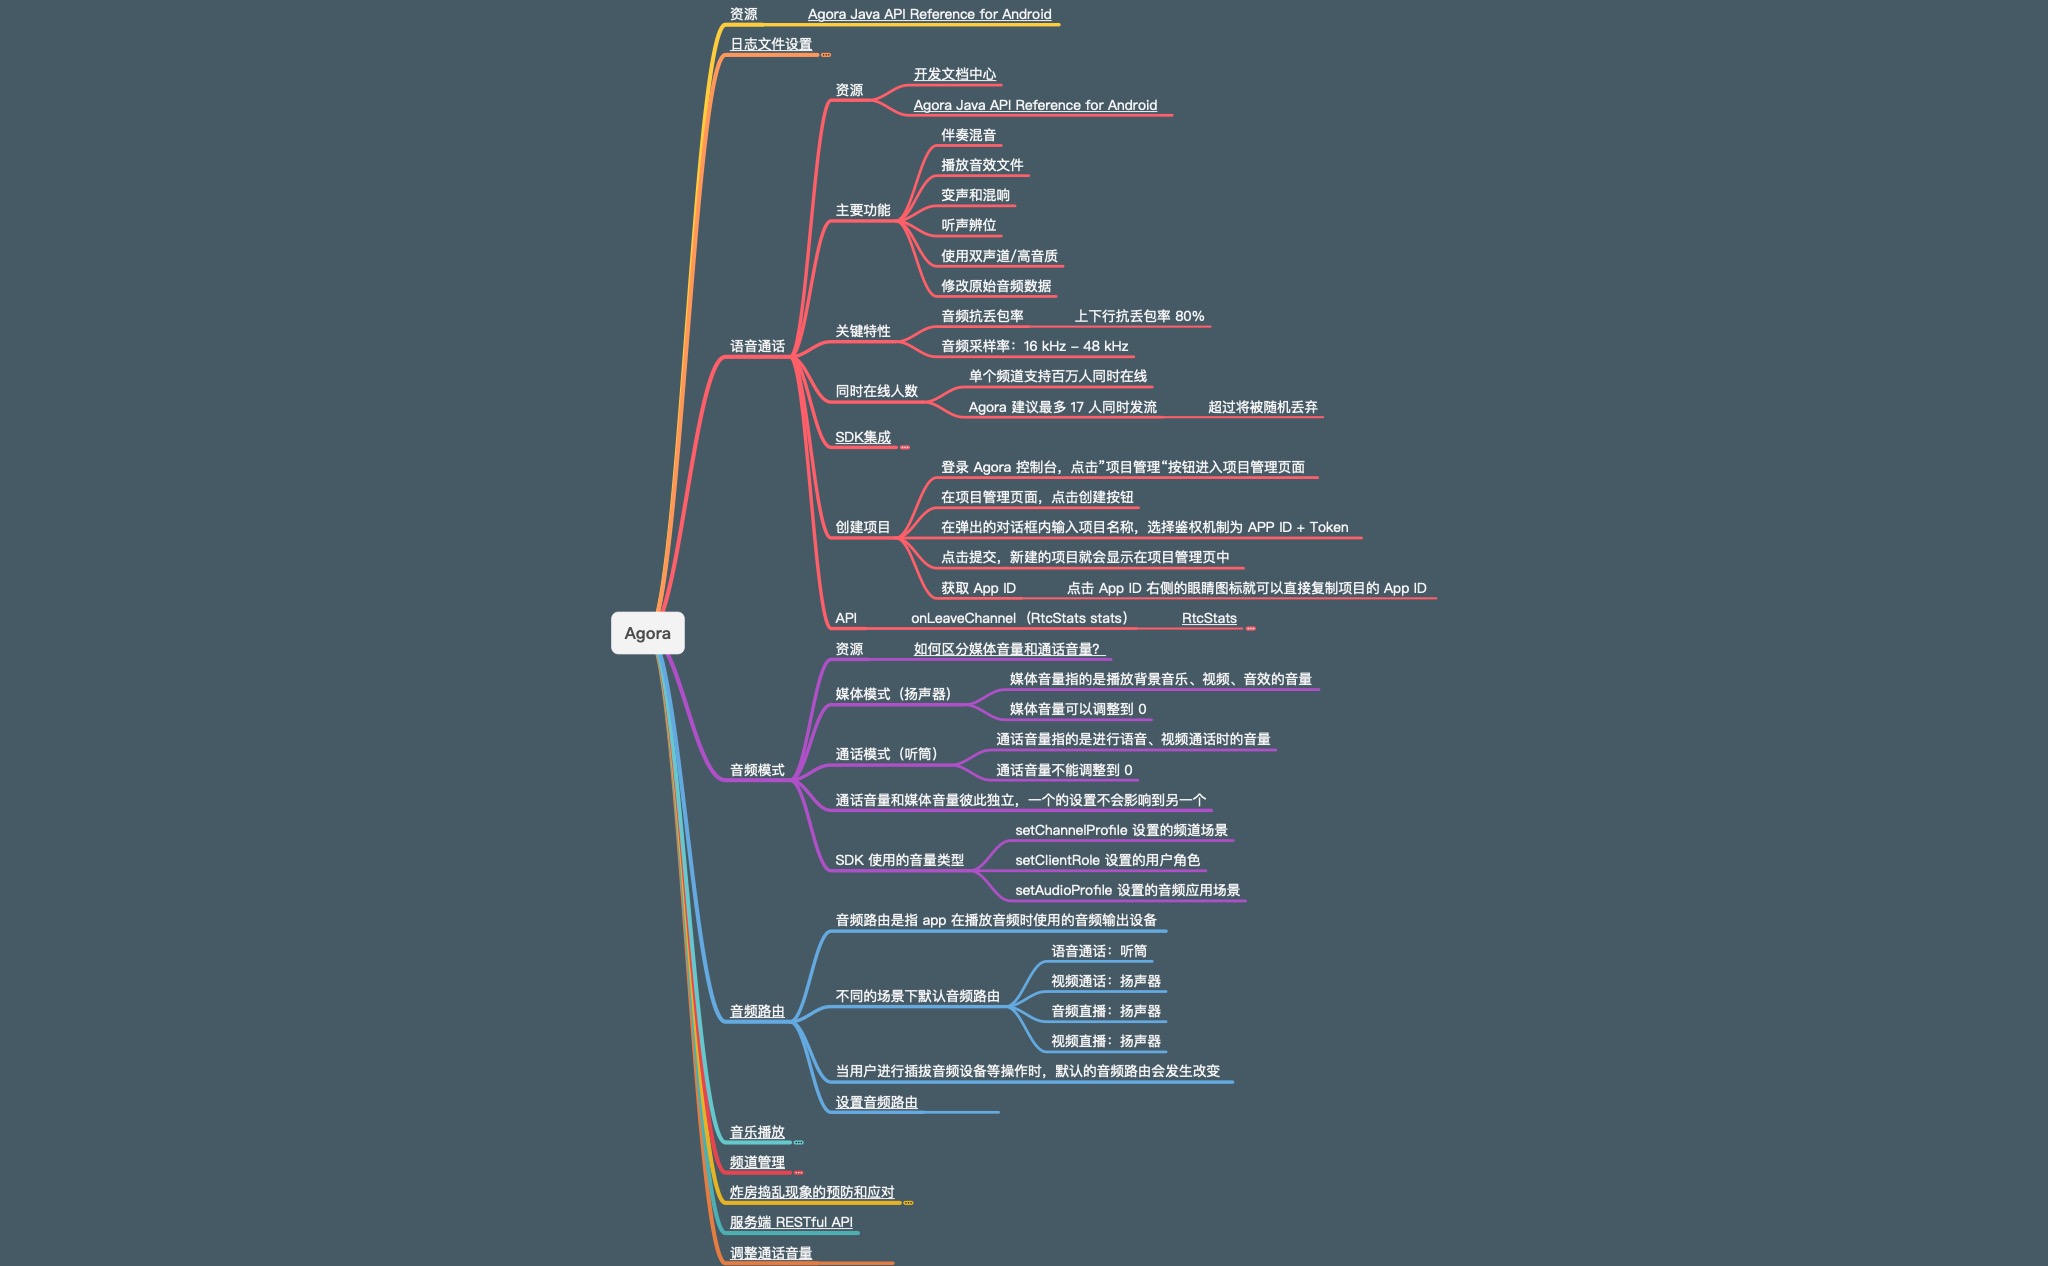 资源
Agora Java API Reference for Android
日志文件设置
语音通话
资源
开发文档中心
Agora Java API Reference for Android
主要功能
伴奏混音
播放音效文件
变声和混响
听声辨位
使用双声道/高音质
修改原始音频数据
关键特性
音频抗丢包率
上下行抗丢包率 80%
音频采样率：16 kHz – 48 kHz
同时在线人数
单个频道支持百万人同时在线
Agora 建议最多 17 人同时发流
超过将被随机丢弃
SDK集成
创建项目
登录 Agora 控制台，点击”项目管理“按钮进入项目管理页面
在项目管理页面，点击创建按钮
在弹出的对话框内输入项目名称，选择鉴权机制为 APP ID + Token
点击提交，新建的项目就会显示在项目管理页中
获取 App ID
点击 App ID 右侧的眼睛图标就可以直接复制项目的 App ID
API
onLeaveChannel（RtcStats stats）
RtcStats
Agora
音频模式
资源
如何区分媒体音量和通话音量？
媒体模式（扬声器）
媒体音量指的是播放背景音乐、视频、音效的音量
媒体音量可以调整到 0
通话模式（听筒）
通话音量指的是进行语音、视频通话时的音量
通话音量不能调整到 0
通话音量和媒体音量彼此独立，一个的设置不会影响到另一个
SDK 使用的音量类型
setChannelProfile 设置的频道场景
setClientRole 设置的用户角色
setAudioProfile 设置的音频应用场景
音频路由
音频路由是指 app 在播放音频时使用的音频输出设备
不同的场景下默认音频路由
语音通话：听筒
视频通话：扬声器
音频直播：扬声器
视频直播：扬声器
当用户进行插拔音频设备等操作时，默认的音频路由会发生改变
设置音频路由
音乐播放
频道管理
炸房捣乱现象的预防和应对
服务端 RESTful API
调整通话音量